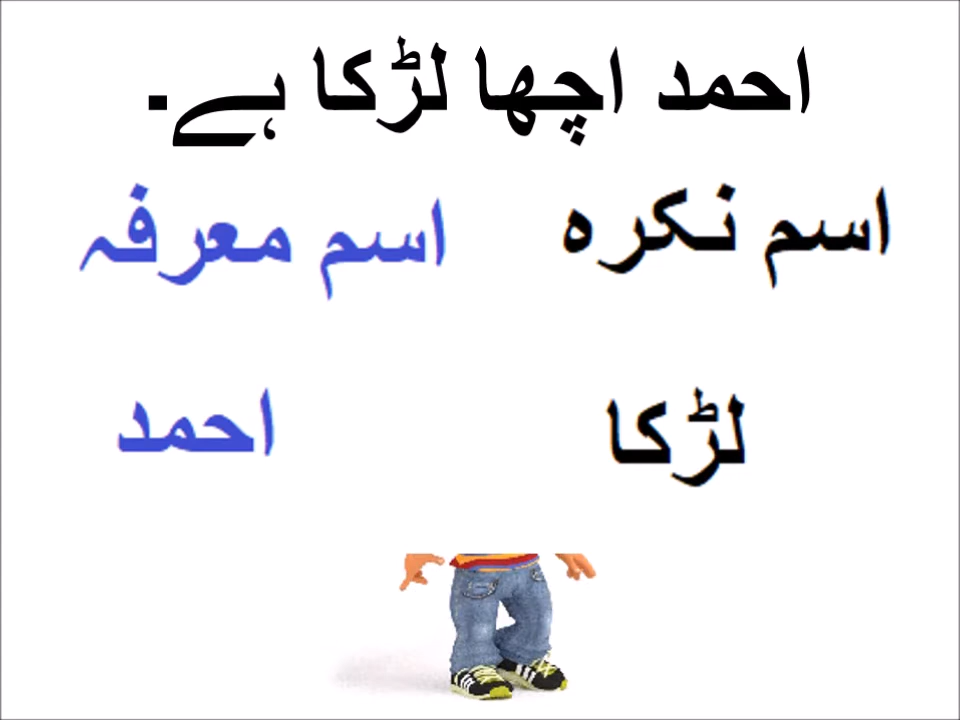 احمد اچھا لڑکا ہے۔
اسم نکرہ
اسم معرفہ
لڑکا
احمد